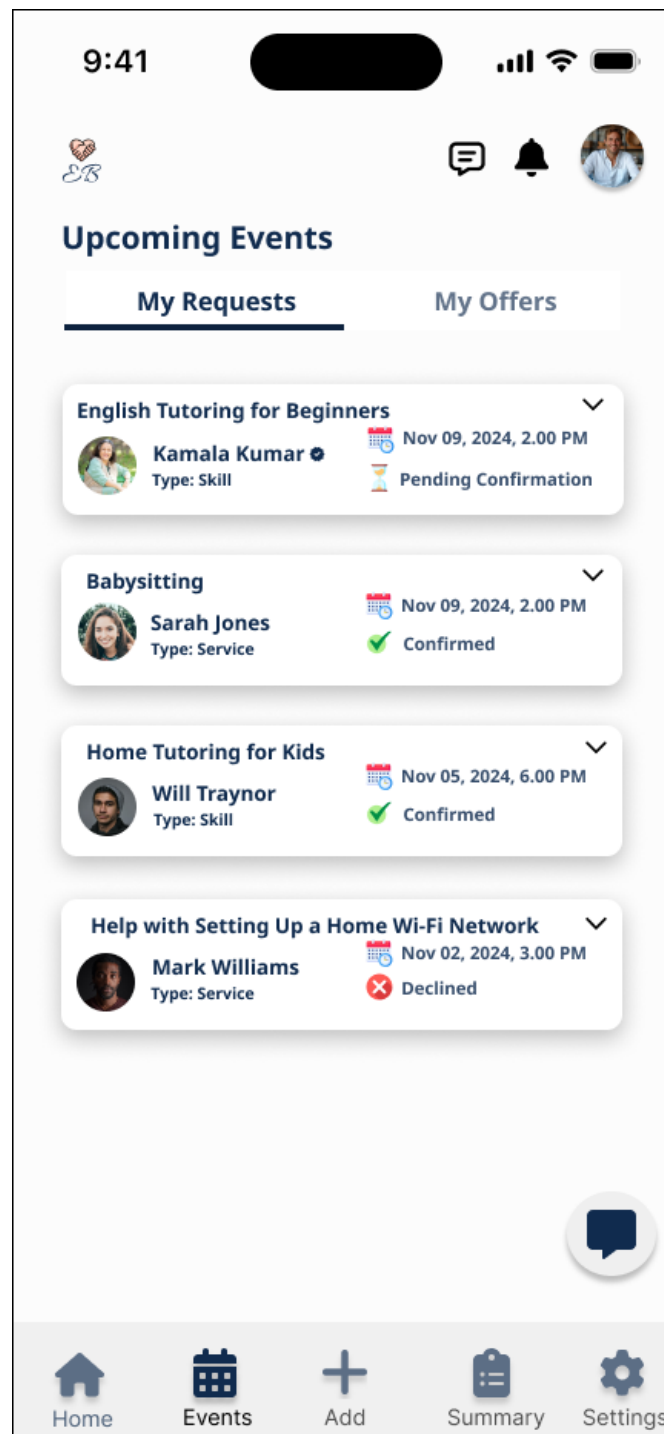 9:41
EB
Upcoming Events
My Requests My Offers
English Tutoring for Beginners
Kamala Kumar
Type: Skill
Nov 09, 2024, 2.00 PM
Pending Confirmation
Babysitting
Sarah Jones
Type: Service
Nov 09, 2024, 2.00 PM
Confirmed
Home Tutoring for Kids
Will Traynor
Type: Skill
Nov 05, 2024, 6.00 PM
Confirmed
Help with Setting Up a Home Wi-Fi Network
Mark Williams
Type: Service
Nov 02, 2024, 3.00 PM
Declined
Home Events Add Summary Settings